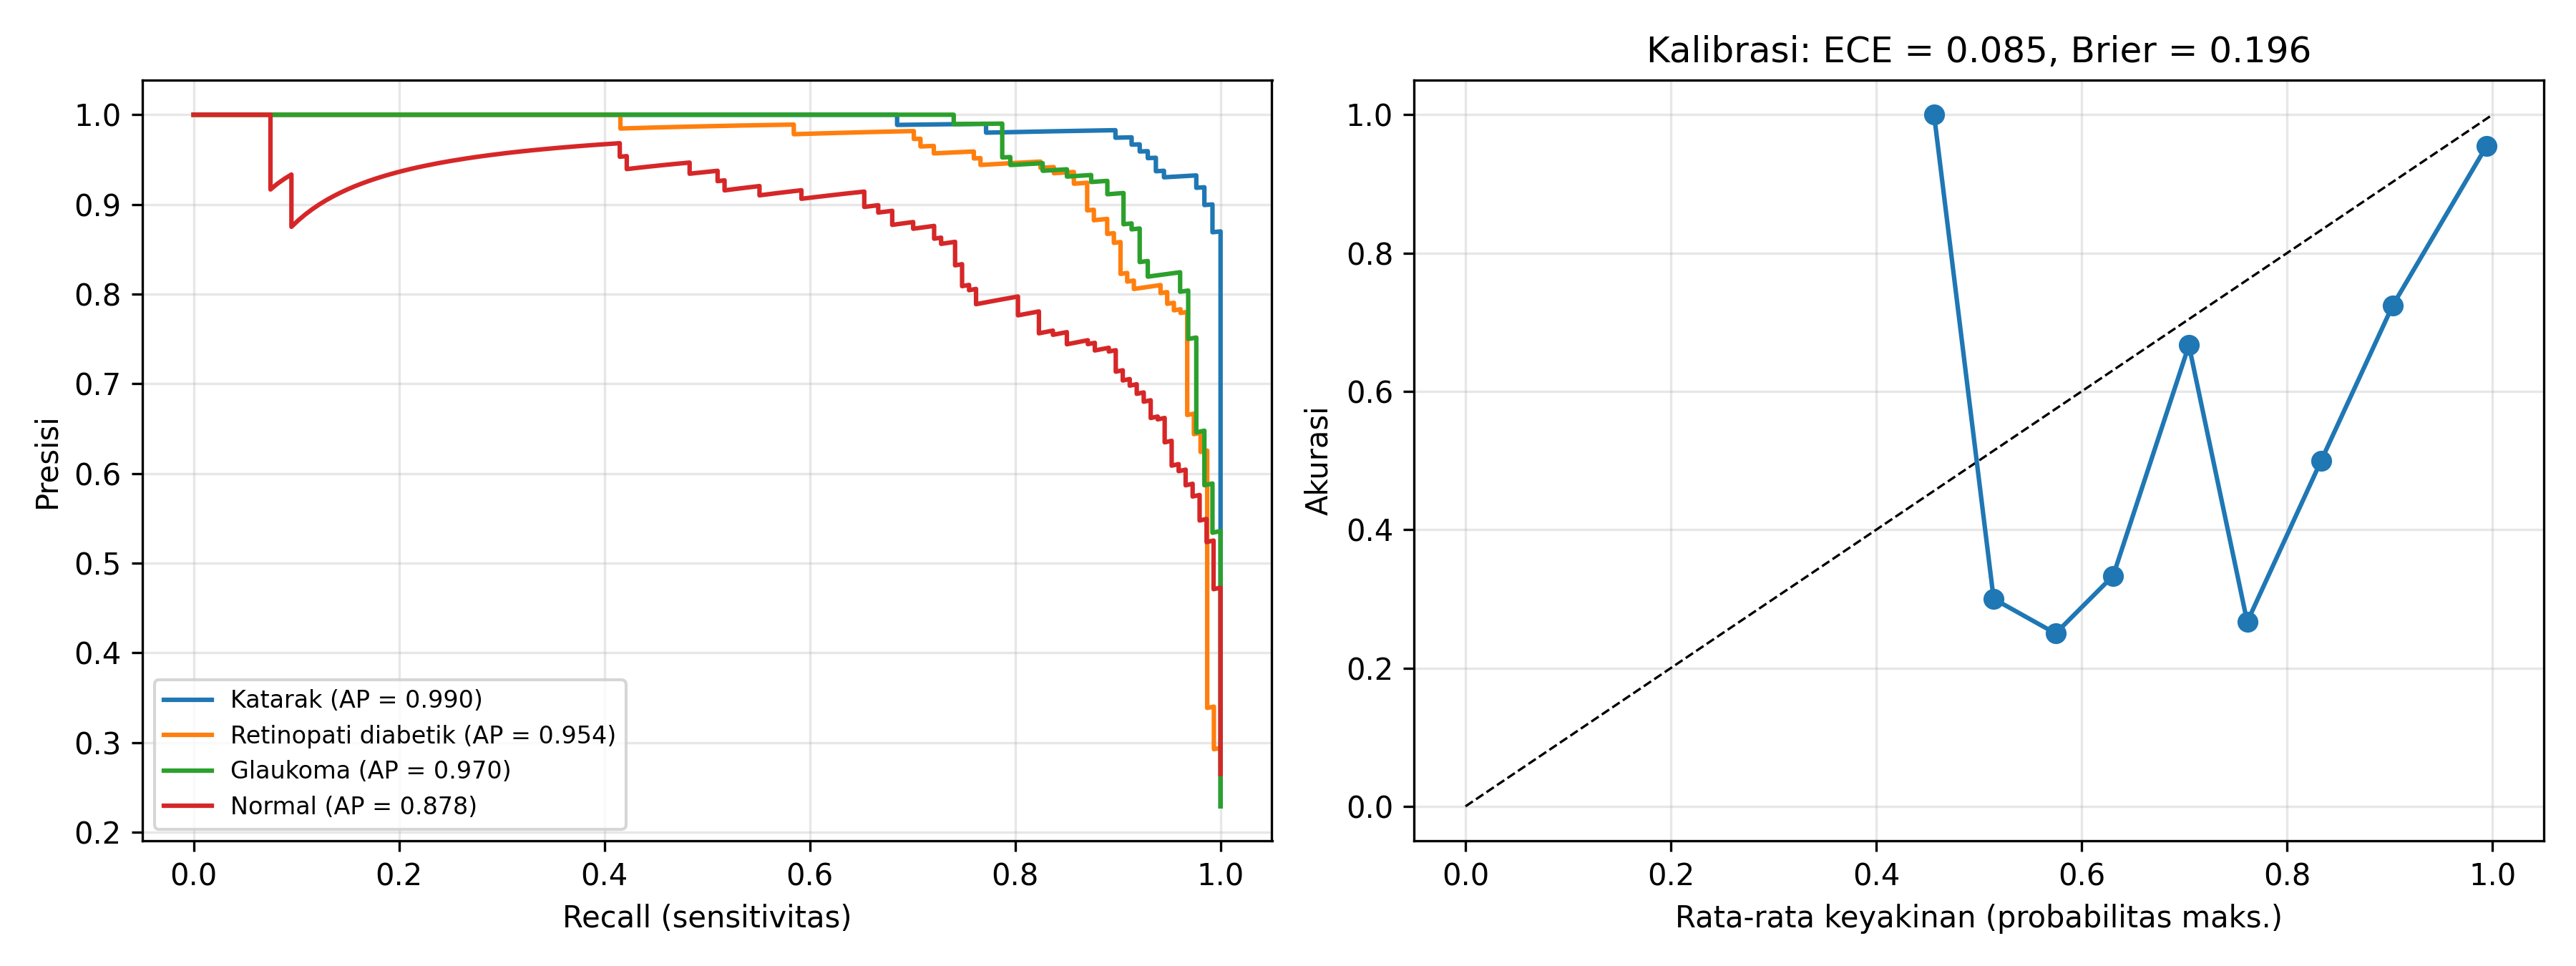 Presisi
1.0
0.9
0.8
0.7
0.6
0.5
0.4
0.3
0.2
Katarak (AP = 0.990)
Retinopati diabetik (AP = 0.954)
Glaukoma (AP = 0.970)
Normal (AP = 0.878)
0.0 0.2 0.4 0.6 0.8 1.0
Recall (sensitivitas)
Kalibrasi: ECE = 0.085, Brier = 0.196
Akurasi
1.0
0.8
0.6
0.4
0.2
0.0
0.0 0.2 0.4 0.6 0.8 1.0
Rata-rata keyakinan (probabilitas maks.)